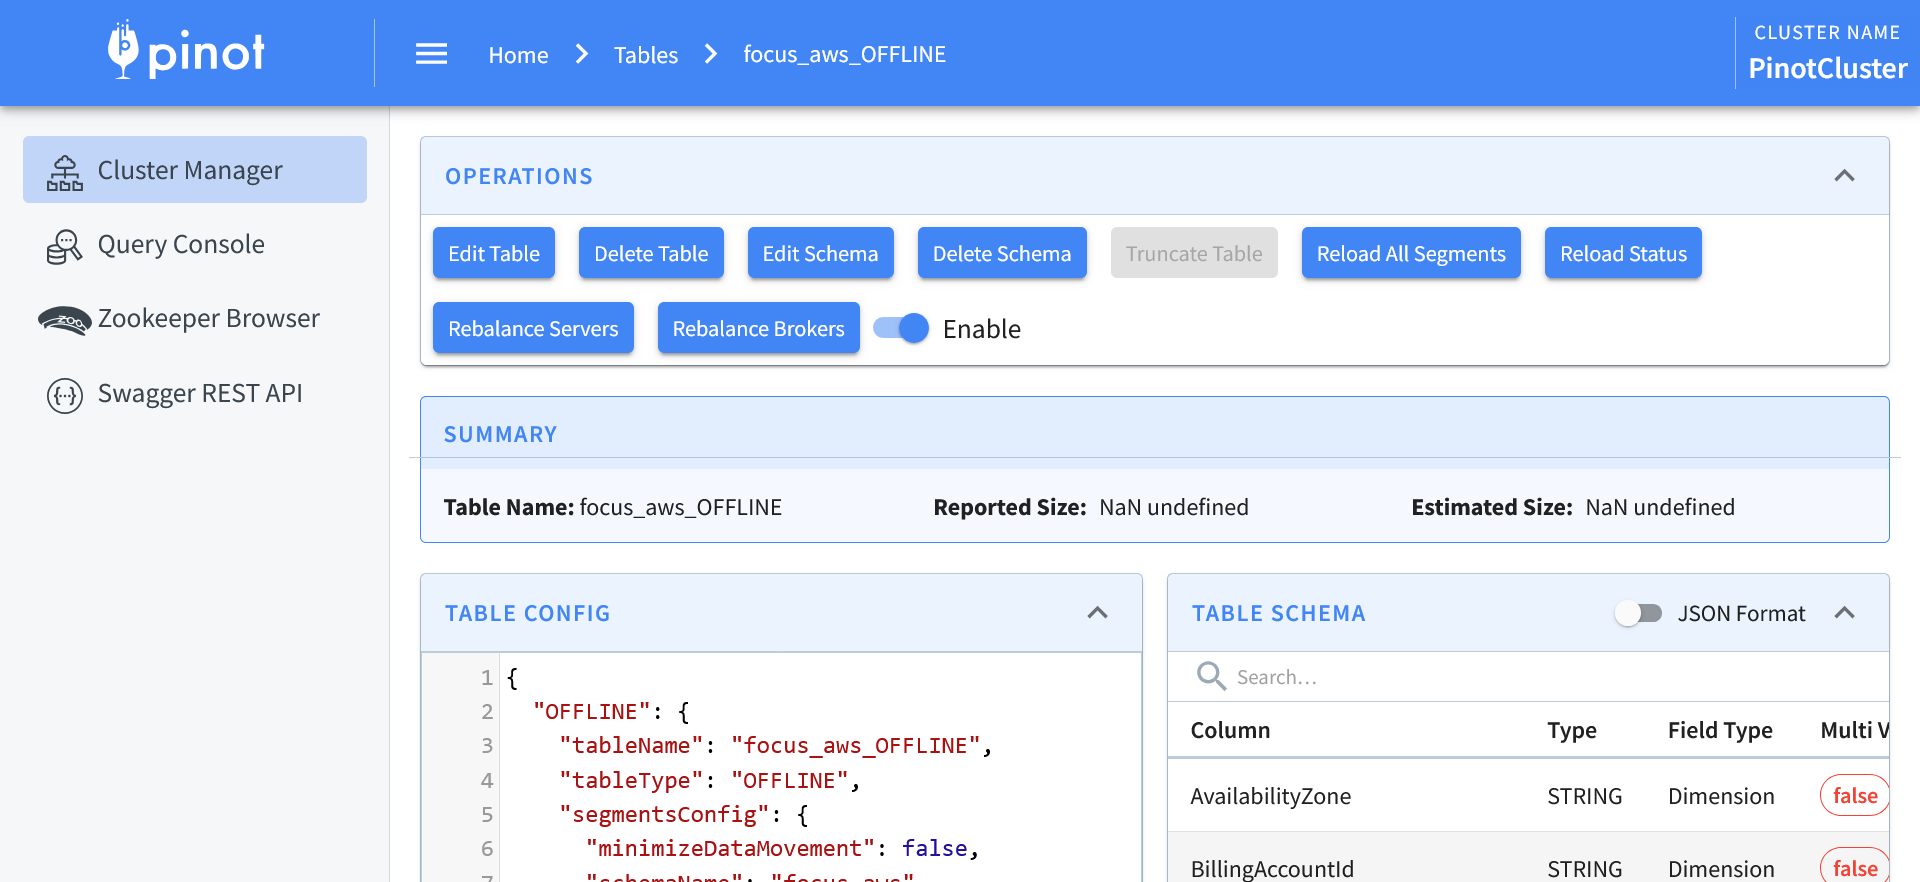 pinot
Home > Tables > focus_aws_OFFLINE
CLUSTER NAME
PinotCluster
Cluster Manager
Query Console
Zookeeper Browser
Swagger REST API
OPERATIONS
Edit Table Delete Table Edit Schema Delete Schema Truncate Table Reload All Segments Reload Status
Rebalance Servers Rebalance Brokers Enable
SUMMARY
Table Name: focus_aws_OFFLINE Reported Size: NaN undefined Estimated Size: NaN undefined
TABLE CONFIG
1 {
2 "OFFLINE": {
3 "tableName": "focus_aws_OFFLINE",
4 "tableType": "OFFLINE",
5 "segmentsConfig": {
6 "minimizeDataMovement": false,
7 "schemaName": "focus_aws"
TABLE SCHEMA JSON Format
Search...
Column Type Field Type Multi V
AvailabilityZone STRING Dimension false
BillingAccountId STRING Dimension false